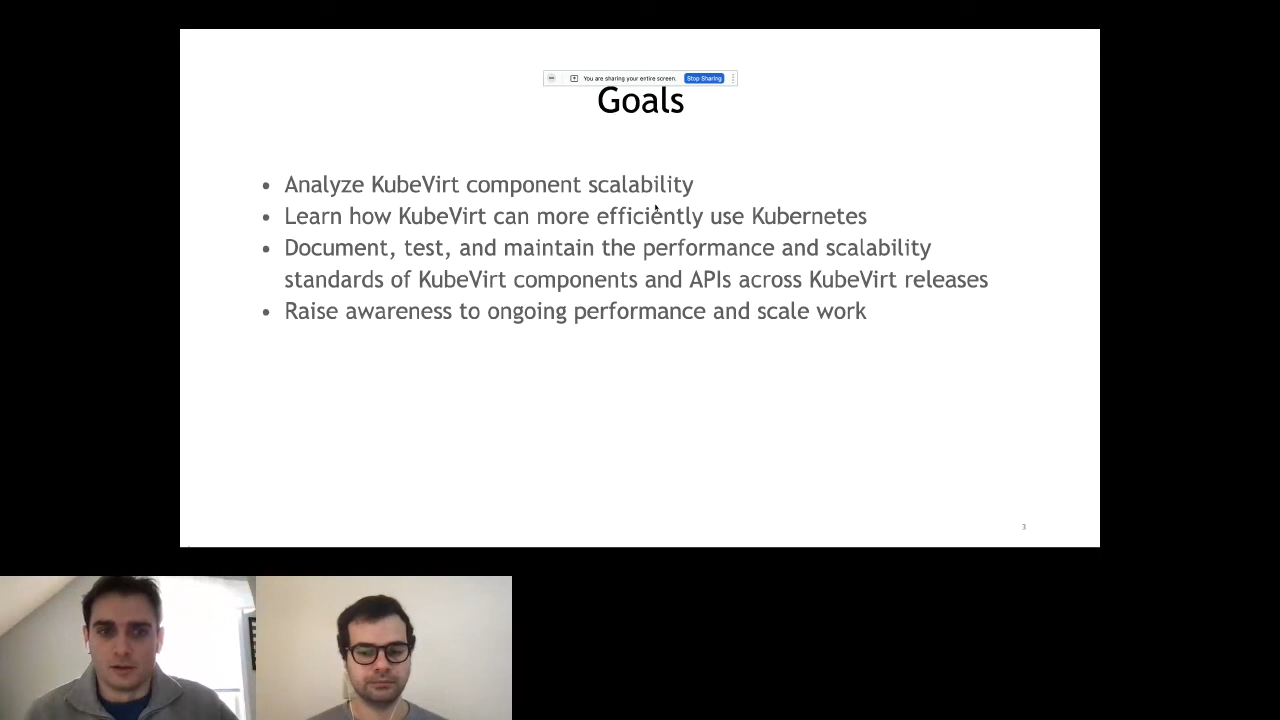 You are sharing your entire screen.
Stop Sharing
Goals
• Analyze KubeVirt component scalability
• Learn how KubeVirt can more efficiently use Kubernetes
• Document, test, and maintain the performance and scalability
standards of KubeVirt components and APIs across KubeVirt releases
• Raise awareness to ongoing performance and scale work
3